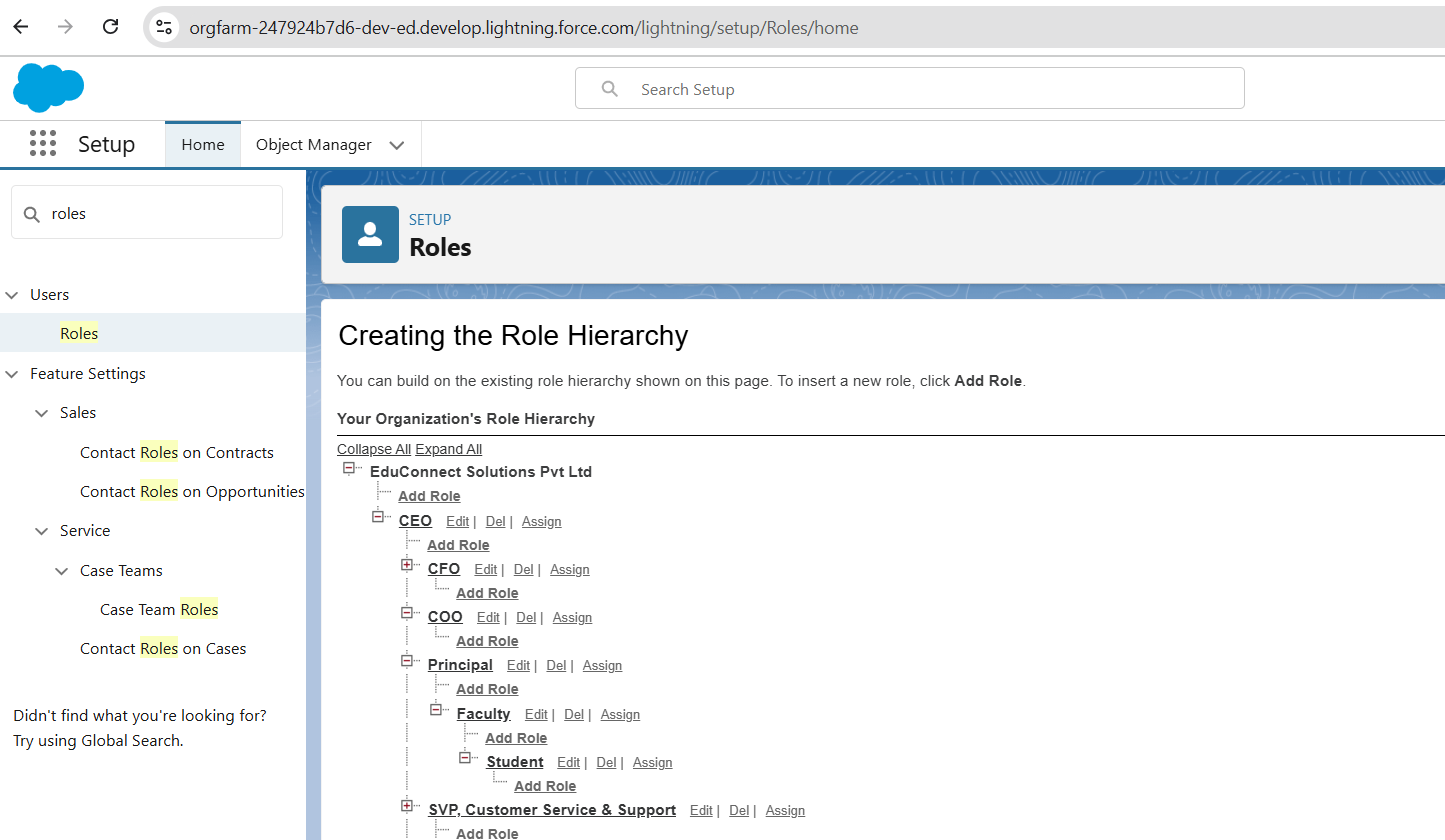 orgfarm-247924b7d6-dev-ed.develop.lightning.force.com/lightning/setup/Roles/home
Search Setup
Setup Home Object Manager
roles
Users
Roles
Feature Settings
Sales
Contact Roles on Contracts
Contact Roles on Opportunities
Service
Case Teams
Case Team Roles
Contact Roles on Cases
Didn't find what you're looking for?
Try using Global Search.
SETUP
Roles
Creating the Role Hierarchy
You can build on the existing role hierarchy shown on this page. To insert a new role, click Add Role.
Your Organization's Role Hierarchy
Collapse All Expand All
EduConnect Solutions Pvt Ltd
Add Role
CEO Edit | Del | Assign
Add Role
CFO Edit | Del | Assign
Add Role
COO Edit | Del | Assign
Add Role
Principal Edit | Del | Assign
Add Role
Faculty Edit | Del | Assign
Add Role
Student Edit | Del | Assign
Add Role
SVP, Customer Service & Support Edit | Del | Assign
Add Role